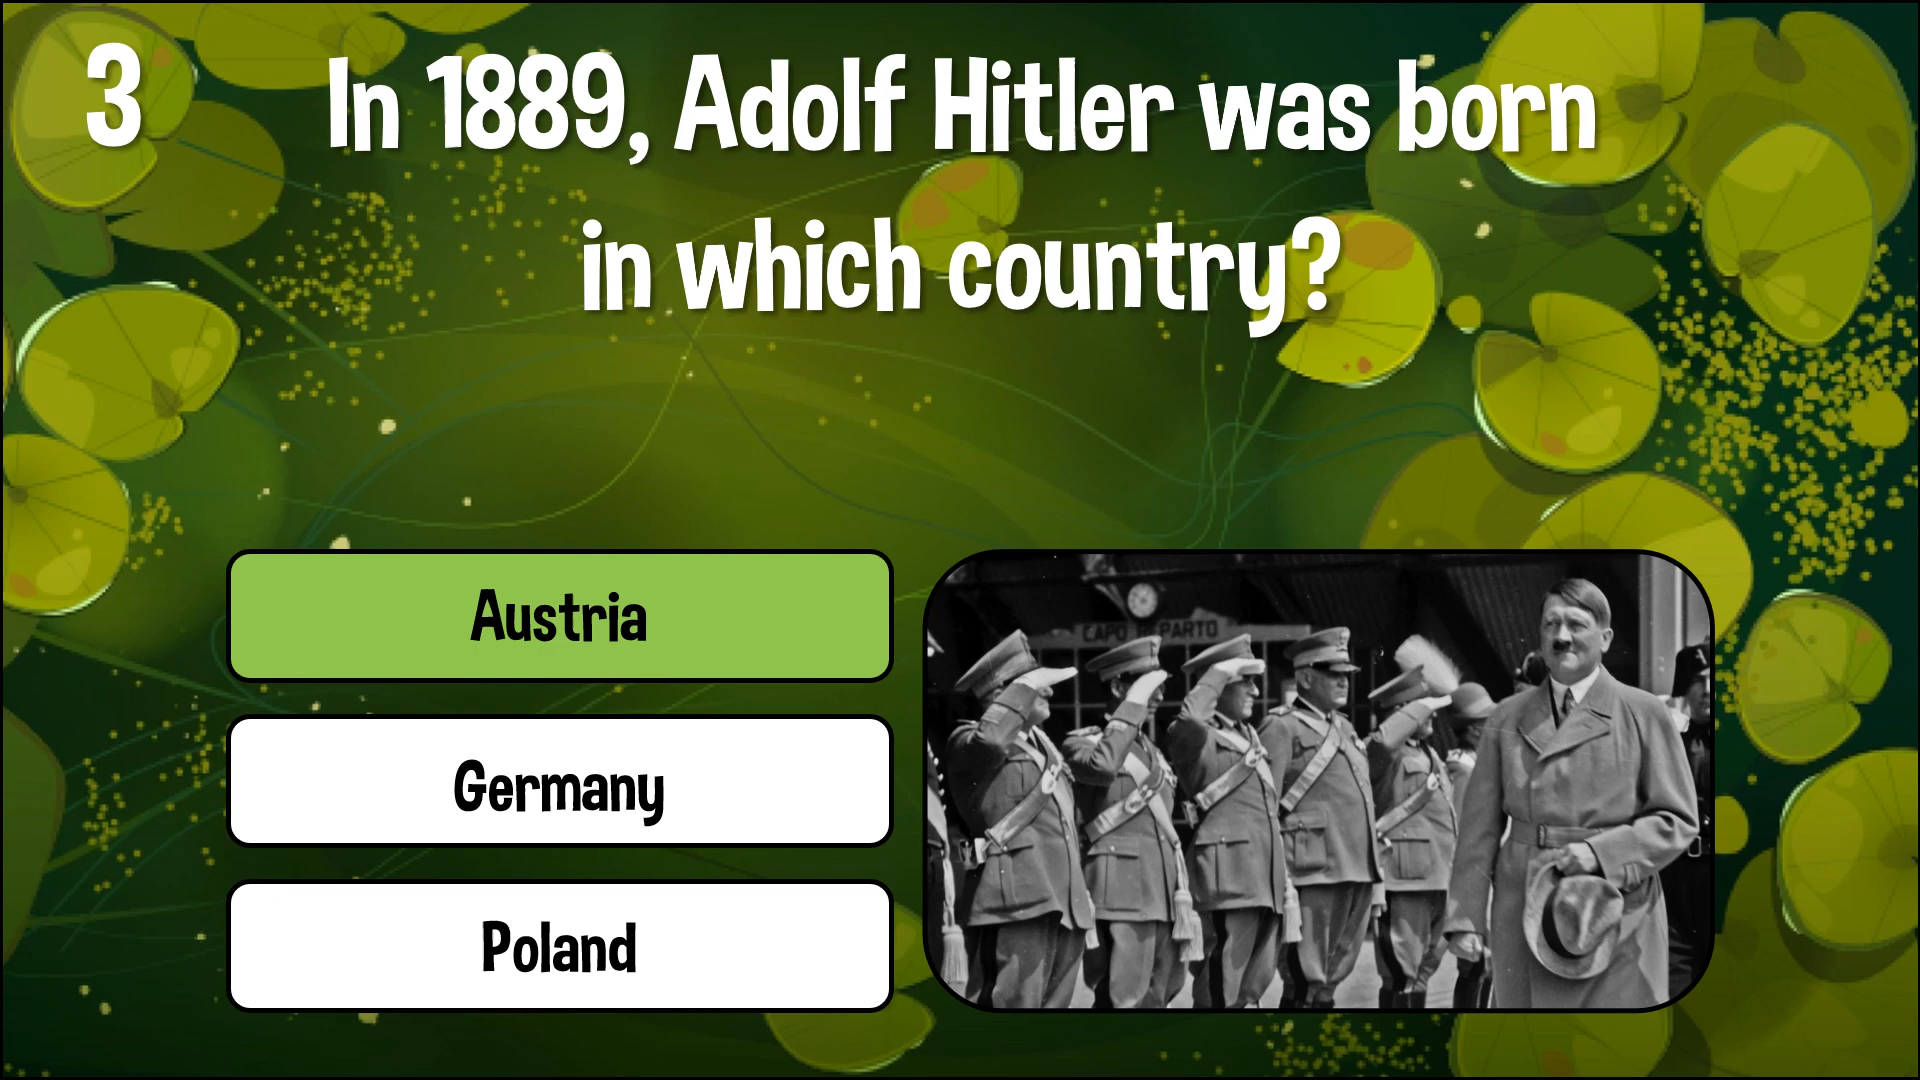 3
In 1889, Adolf Hitler was born
in which country?
Austria
Germany
Poland
CAPO
PARTO